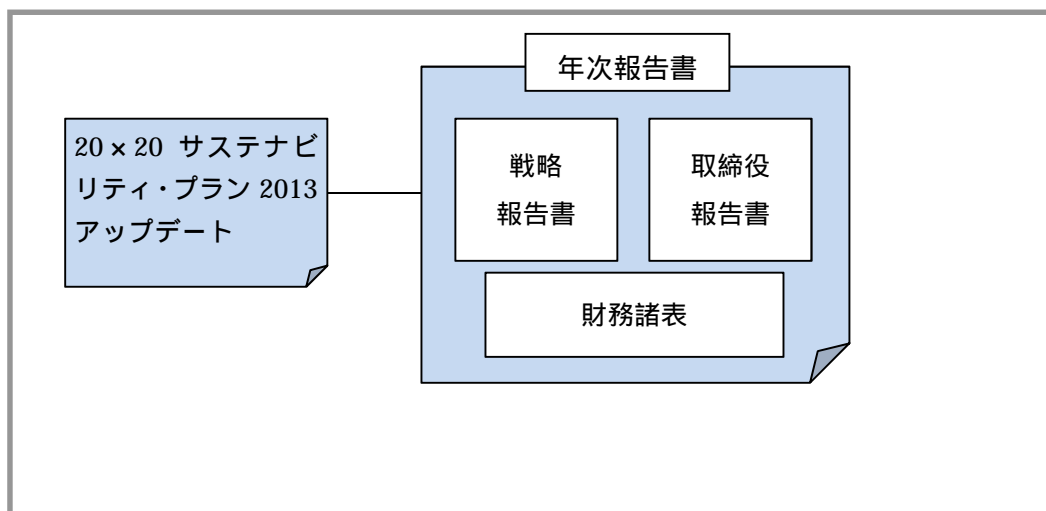 年次報告書
20×20 サステナビ
リティ・プラン 2013
アップデート
戦略
報告書
取締役
報告書
財務諸表